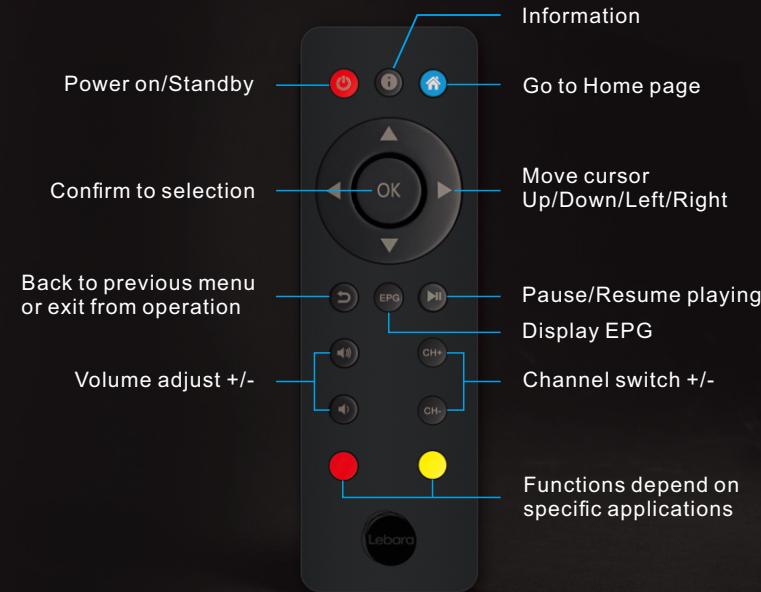 Information
Power on/Standby
Go to Home page
Confirm to selection
OK
Move cursor
Up/Down/Left/Right
Back to previous menu
or exit from operation
EPG
Pause/Resume playing
Display EPG
CH+
Volume adjust +/-
Channel switch +/-
CH-
Functions depend on
specific applications
Lebara